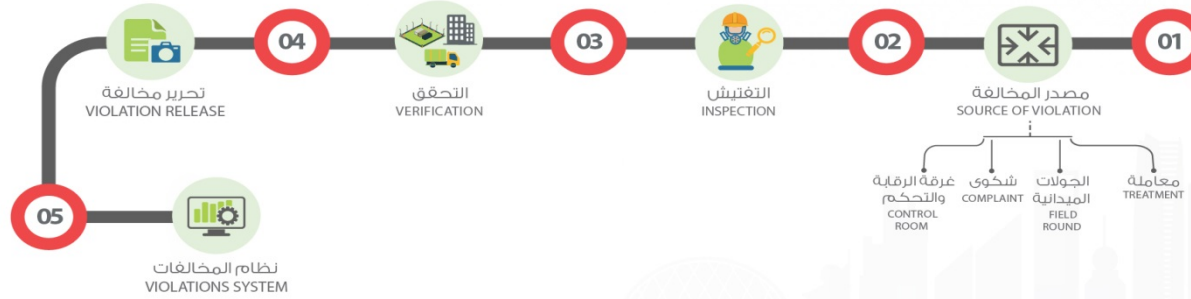 01
مصدر المخالفة
SOURCE OF VIOLATION
معاملة
TREATMENT
الجولات
الميدانية
FIELD
ROUND
شكوى
COMPLAINT
غرفة الرقابة
والتحكم
CONTROL
ROOM
02
التفتيش
INSPECTION
03
التحقق
VERIFICATION
04
تحرير مخالفة
VIOLATION RELEASE
05
نظام المخالفات
VIOLATIONS SYSTEM